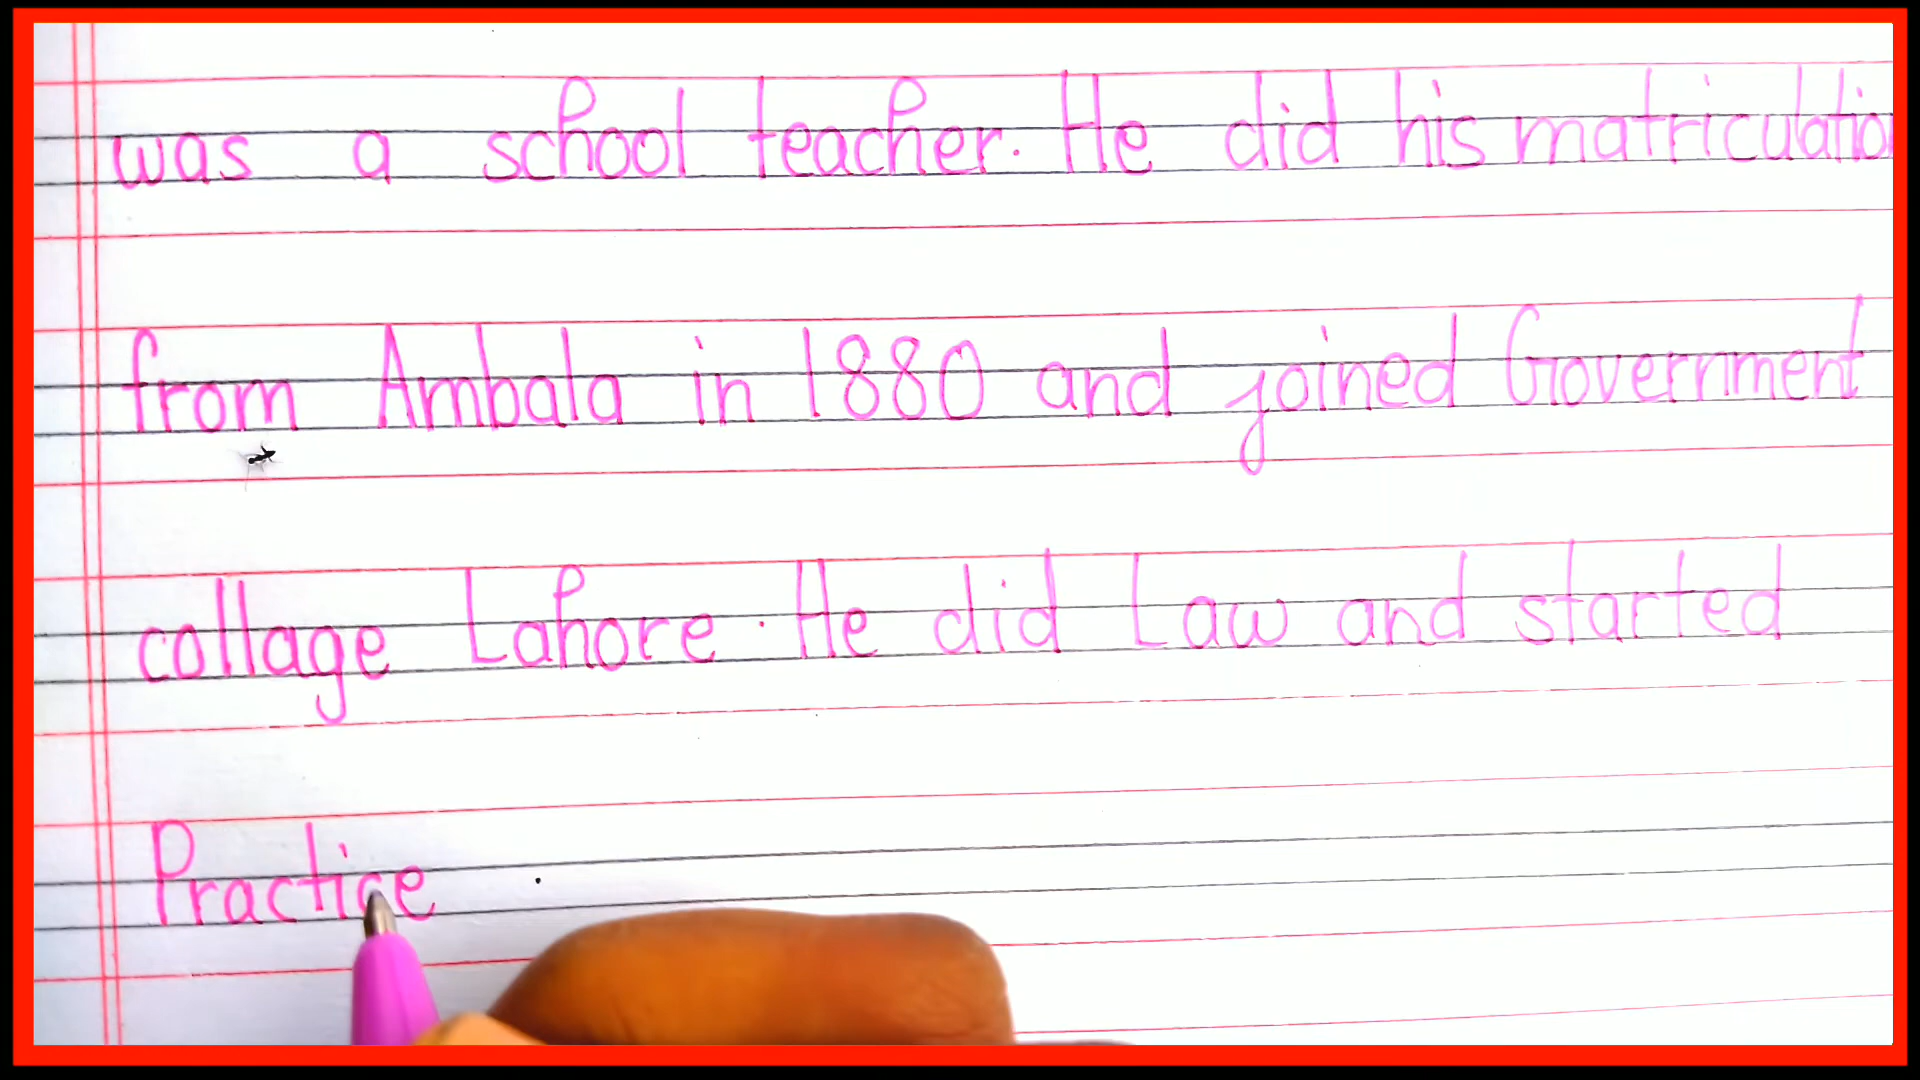 was a school teacher. He did his matriculation
from Ambala in 1880 and joined Government
collage Lahore. He did Law and started
Practice